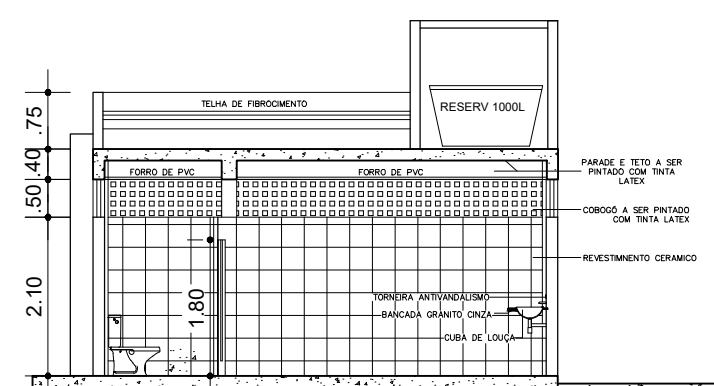 TELHA DE FIBROCIMENTO
RESERV 1000L
.75
.40
.50
2.10
1.80
FORRO DE PVC
FORRO DE PVC
PARADE E TETO A SER
PINTADO COM TINTA
LATEX
COBOGÓ A SER PINTADO
COM TINTA LATEX
REVESTIMNENTO CERAMICO
TORNEIRA ANTIVANDALISMO
BANCADA GRANITO CINZA
CUBA DE LOUÇA